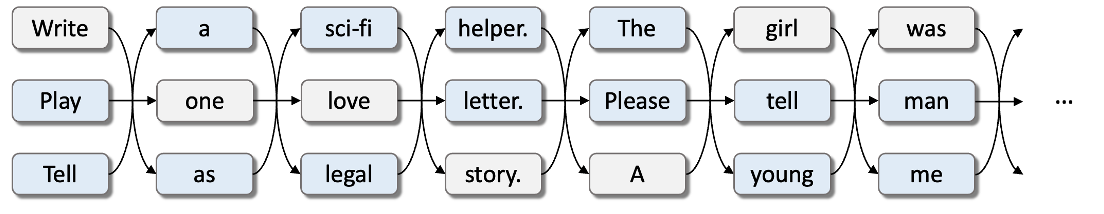 Write a sci-fi helper. The girl was
Play one love letter. Please tell man ...
Tell as legal story. A young me